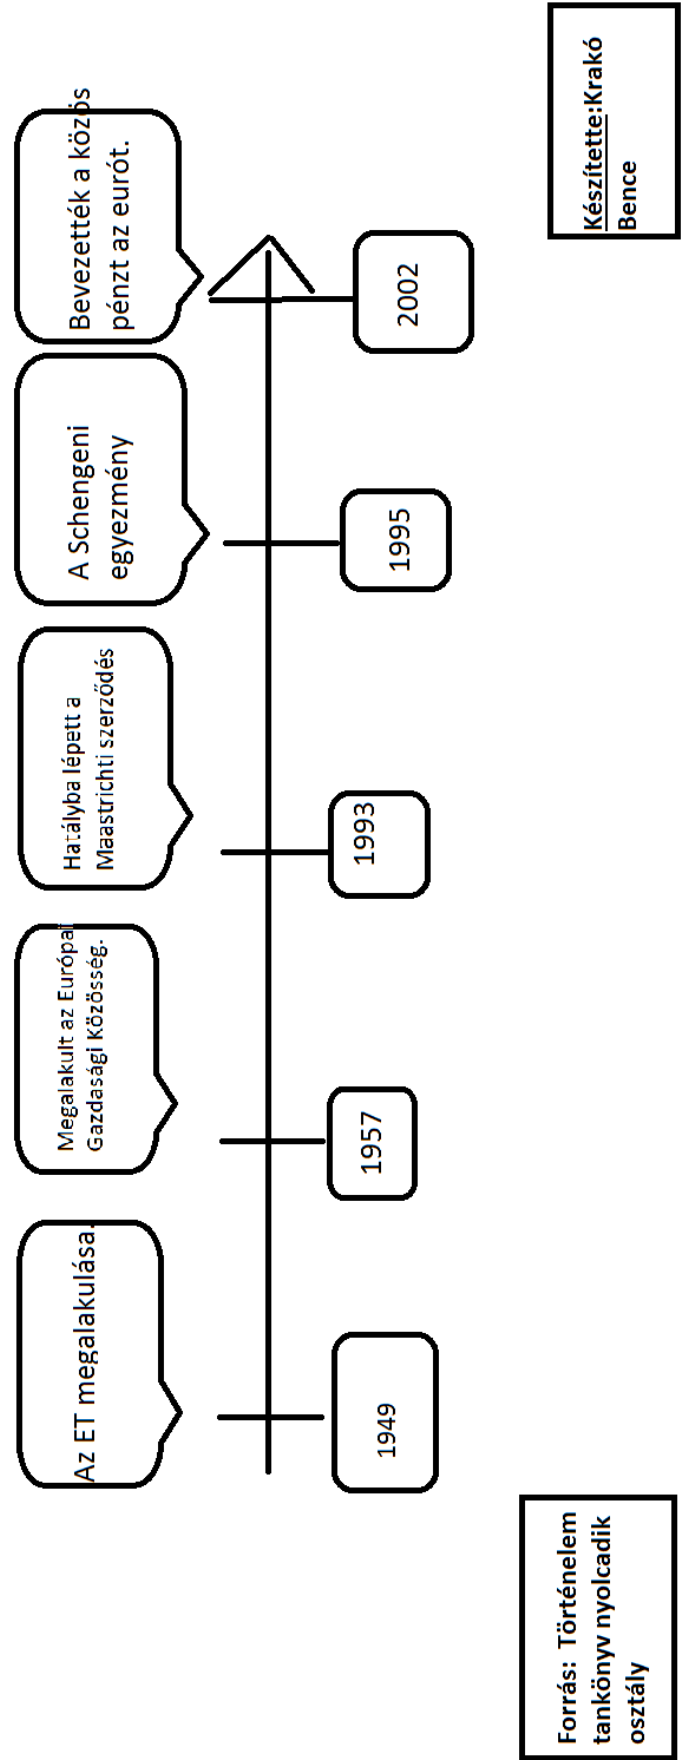 Az ET megalakulása.
Megalakult az Európai
Gazdasági Közösség.
Hatályba lépett a
Maastrichti szerződés
A Schengeni
egyezmény
Bevezették a közös
pénzt az eurót.
1949
1957
1993
1995
2002
Forrás: Történelem
tankönyv nyolcadik
osztály
Készítette:Krakó
Bence